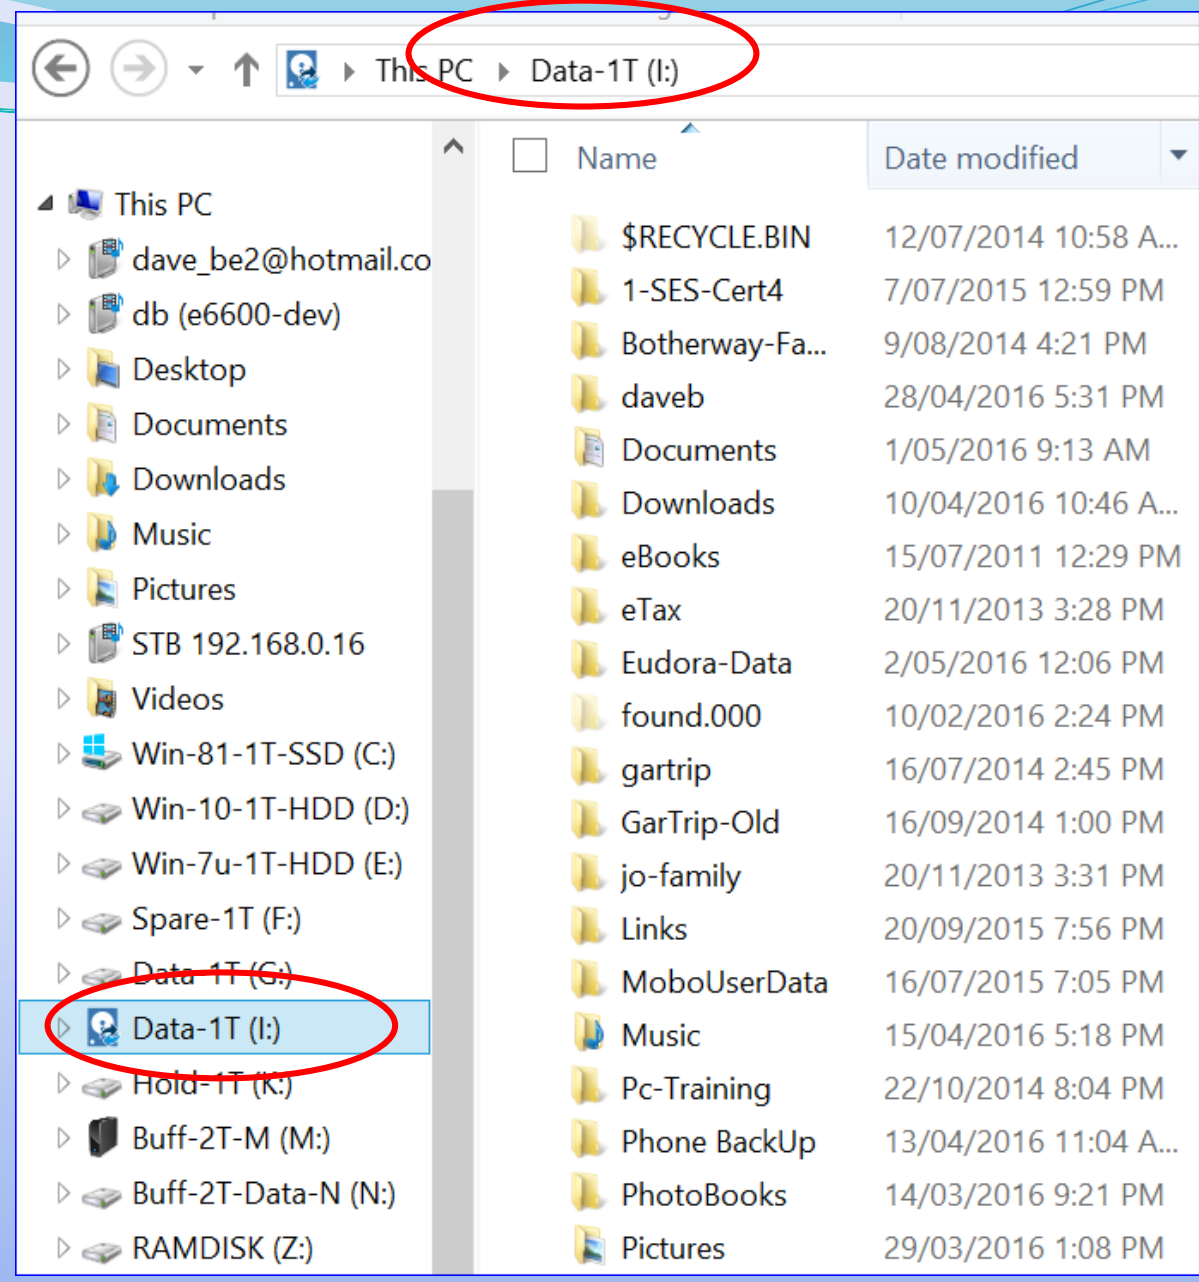 This PC Data-1T (I:)
Name Date modified
This PC
dave_be2@hotmail.co
db (e6600-dev)
Desktop
Documents
Downloads
Music
Pictures
STB 192.168.0.16
Videos
Win-81-1T-SSD (C:)
Win-10-1T-HDD (D:)
Win-7u-1T-HDD (E:)
Spare-1T (F:)
Data-1T (G:)
Data-1T (I:)
Hold-1T (K:)
Buff-2T-M (M:)
Buff-2T-Data-N (N:)
RAMDISK (Z:)
$RECYCLE.BIN 12/07/2014 10:58 A...
1-SES-Cert4 7/07/2015 12:59 PM
Botherway-Fa... 9/08/2014 4:21 PM
daveb 28/04/2016 5:31 PM
Documents 1/05/2016 9:13 AM
Downloads 10/04/2016 10:46 A...
eBooks 15/07/2011 12:29 PM
eTax 20/11/2013 3:28 PM
Eudora-Data 2/05/2016 12:06 PM
found.000 10/02/2016 2:24 PM
gartrip 16/07/2014 2:45 PM
GarTrip-Old 16/09/2014 1:00 PM
jo-family 20/11/2013 3:31 PM
Links 20/09/2015 7:56 PM
MoboUserData 16/07/2015 7:05 PM
Music 15/04/2016 5:18 PM
Pc-Training 22/10/2014 8:04 PM
Phone BackUp 13/04/2016 11:04 A...
PhotoBooks 14/03/2016 9:21 PM
Pictures 29/03/2016 1:08 PM